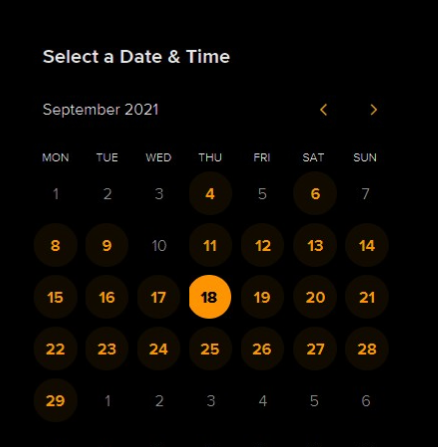 Select a Date & Time
September 2021
MON TUE WED THU FRI SAT SUN
1 2 3 4 5 6 7
8 9 10 11 12 13 14
15 16 17 18 19 20 21
22 23 24 25 26 27 28
29 1 2 3 4 5 6